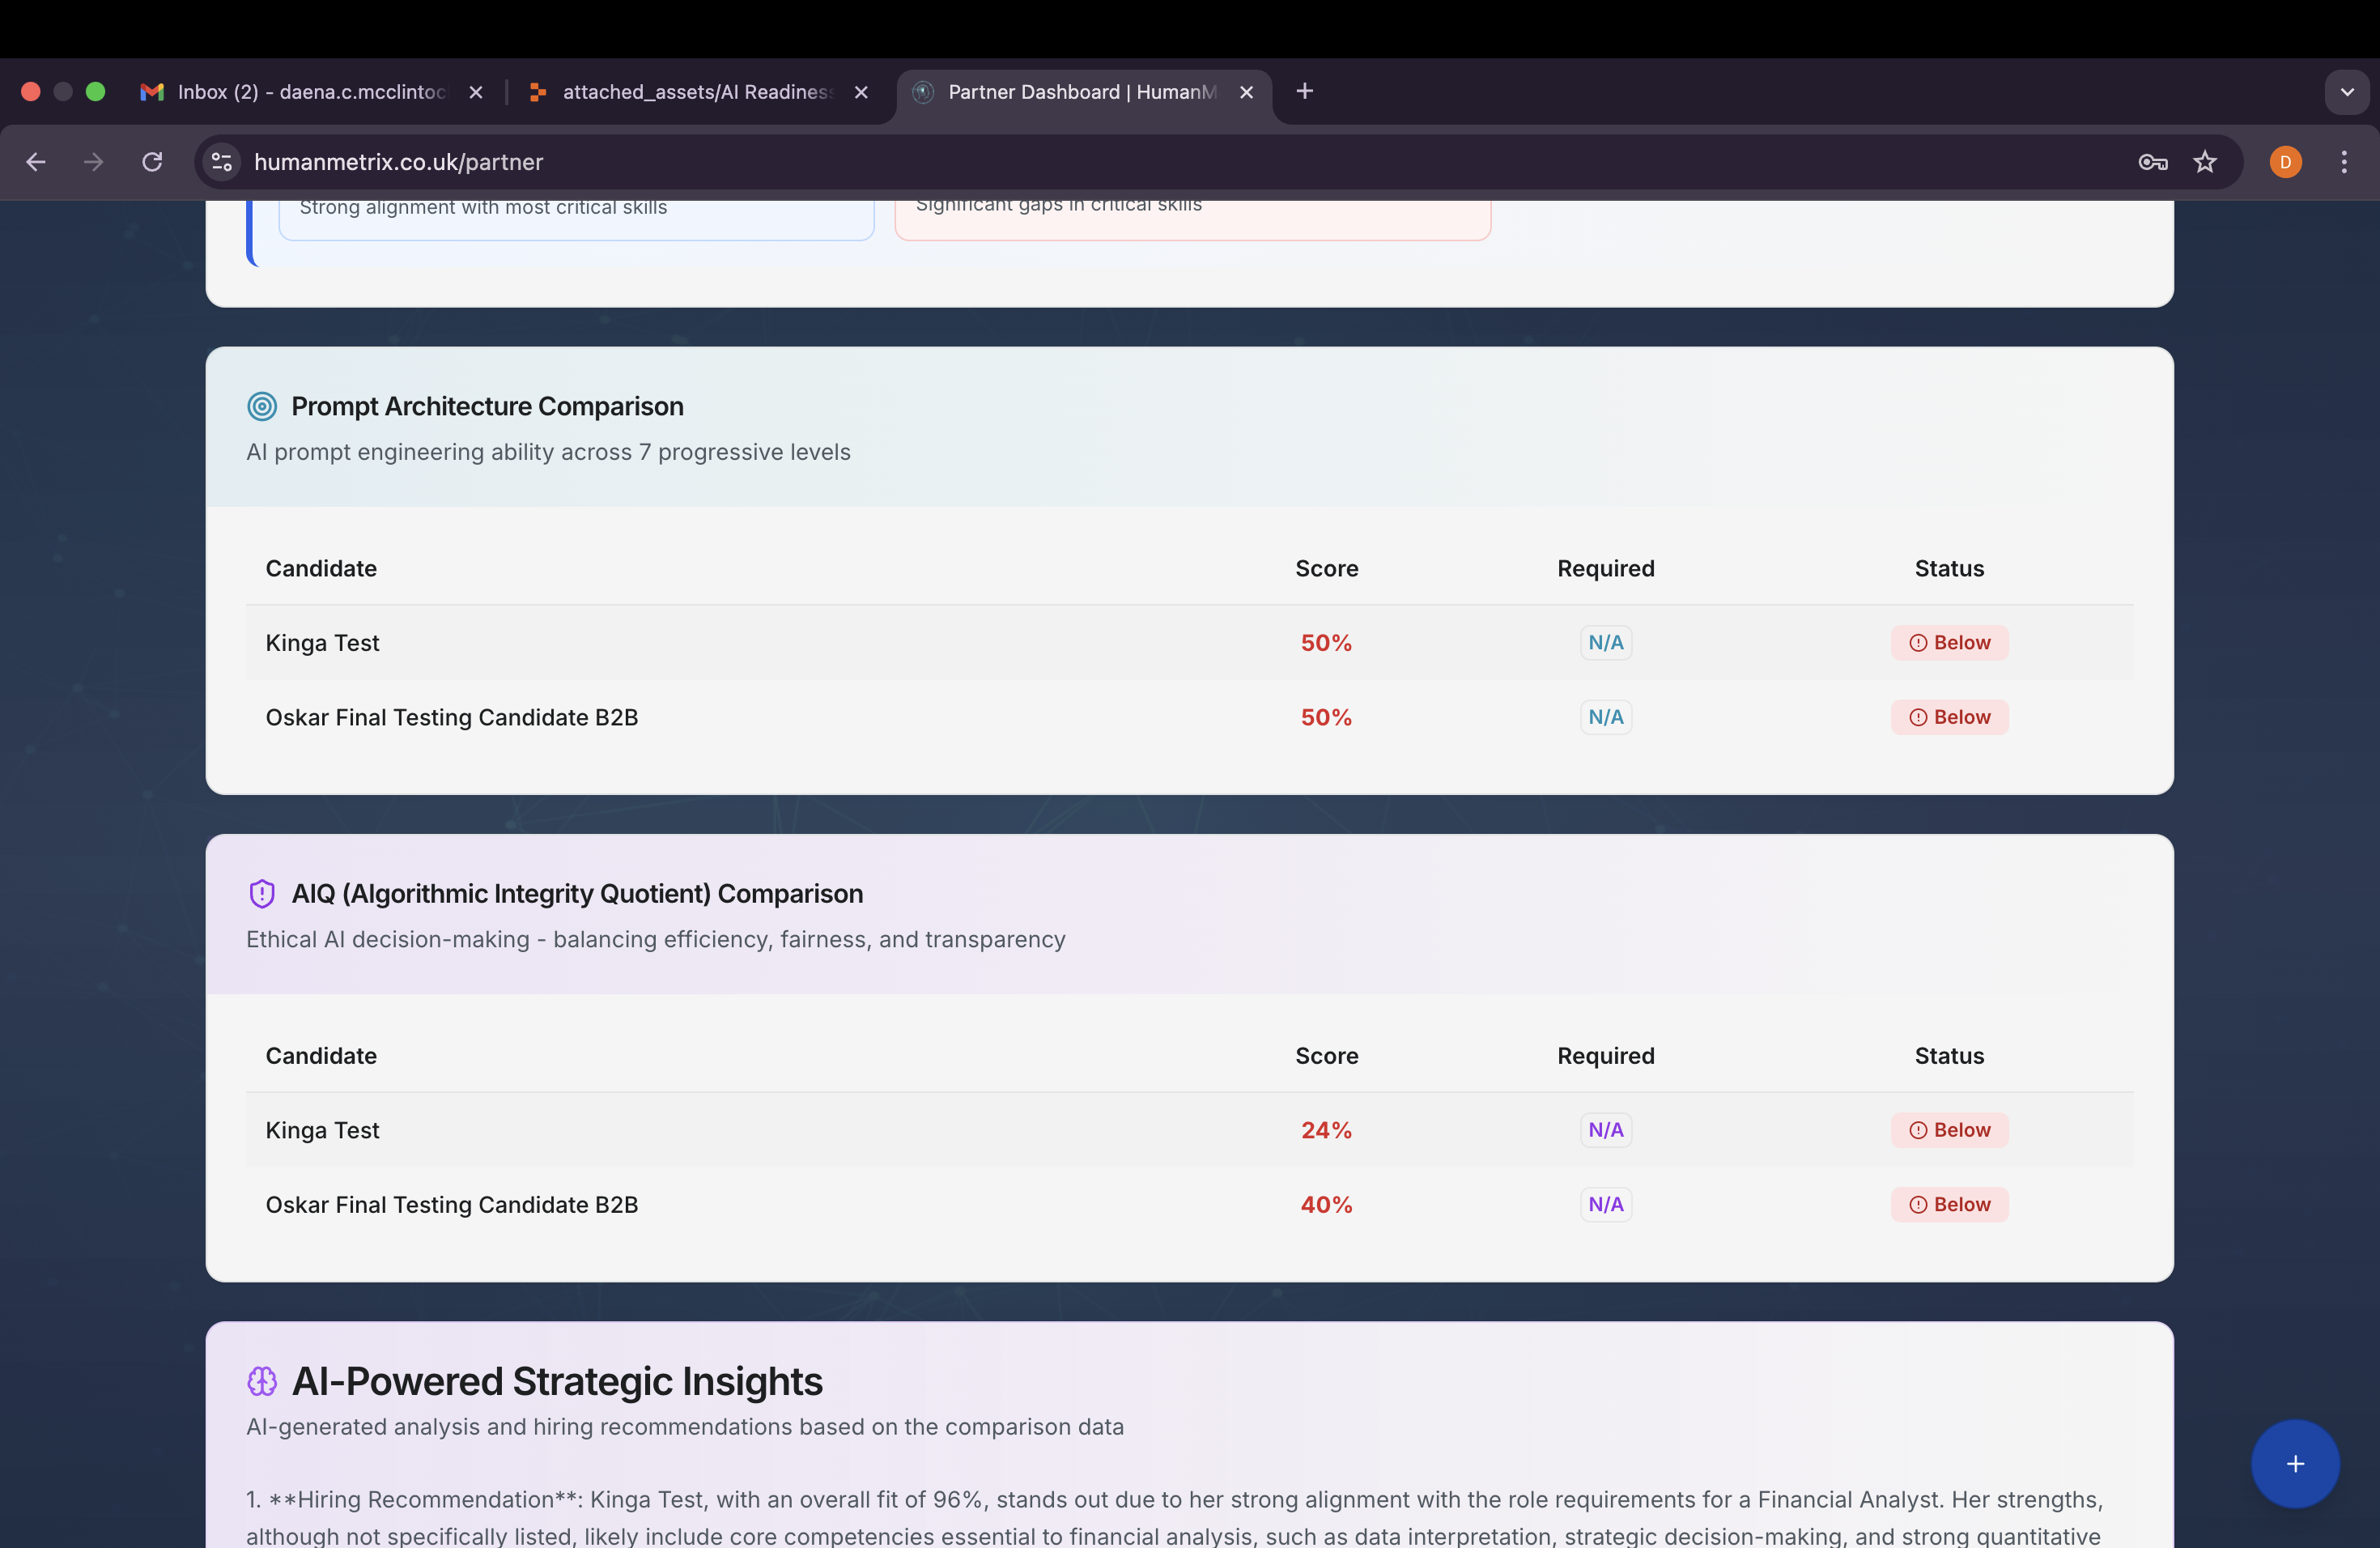 Inbox (2) - daena.c.mcclintoc
attached_assets/AI Readines
Partner Dashboard | HumanM
humanmetrix.co.uk/partner
D
Strong alignment with most critical skills
Significant gaps in critical skills
Prompt Architecture Comparison
AI prompt engineering ability across 7 progressive levels
Candidate Score Required Status
Kinga Test 50% N/A Below
Oskar Final Testing Candidate B2B 50% N/A Below
AIQ (Algorithmic Integrity Quotient) Comparison
Ethical AI decision-making - balancing efficiency, fairness, and transparency
Candidate Score Required Status
Kinga Test 24% N/A Below
Oskar Final Testing Candidate B2B 40% N/A Below
AI-Powered Strategic Insights
AI-generated analysis and hiring recommendations based on the comparison data
1. **Hiring Recommendation**: Kinga Test, with an overall fit of 96%, stands out due to her strong alignment with the role requirements for a Financial Analyst. Her strengths,
although not specifically listed, likely include core competencies essential to financial analysis, such as data interpretation, strategic decision-making, and strong quantitative